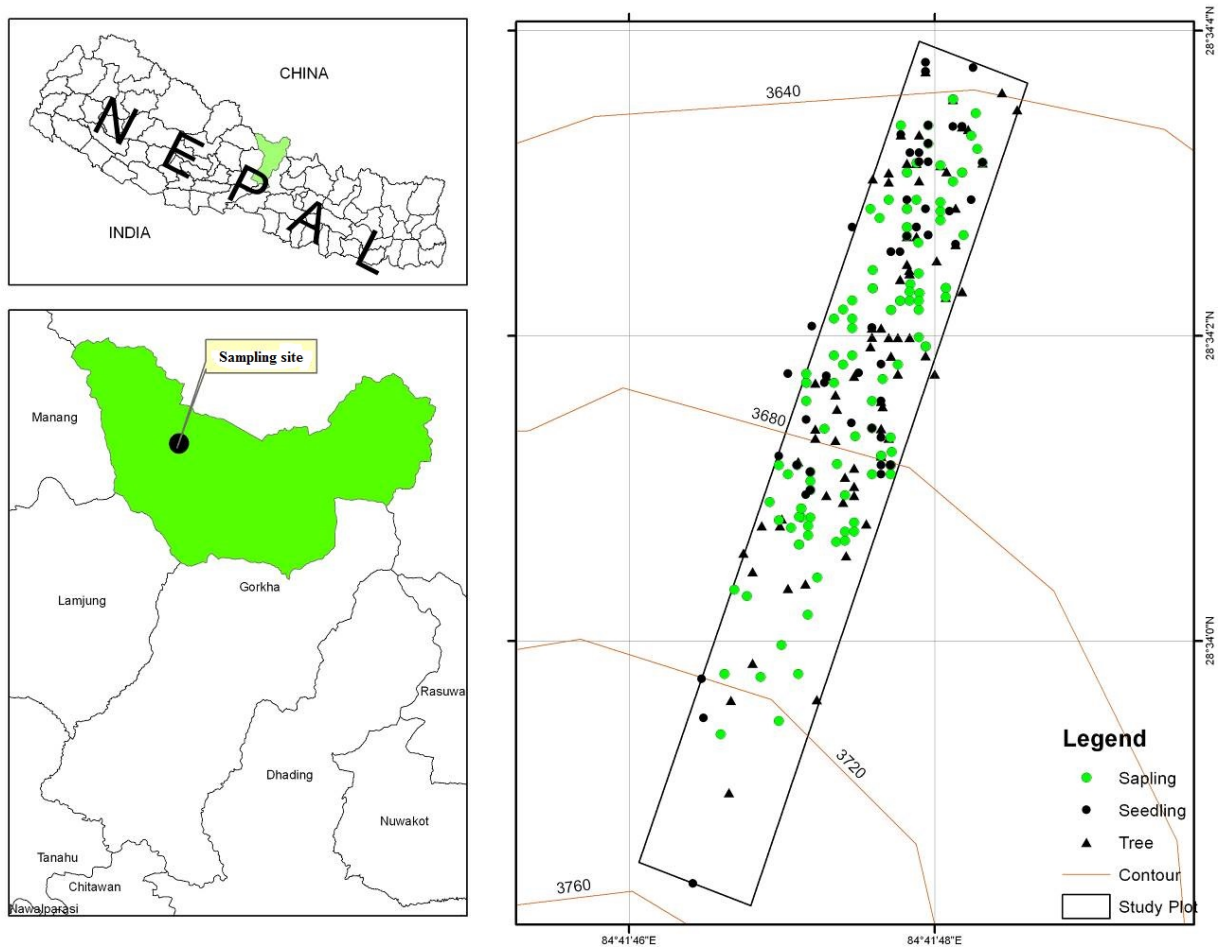 CHINA
NEPAL
INDIA
Sampling site
Manang
Lamjung
Gorkha
Rasuwa
Dhading
Nuwakot
Tanahu
Chitawan
Nawalparasi
3640
3680
3720
3760
28°34'4"N
28°34'2"N
28°34'0"N
84°41'46"E
84°41'48"E
Legend
Sapling
Seedling
Tree
Contour
Study Plot